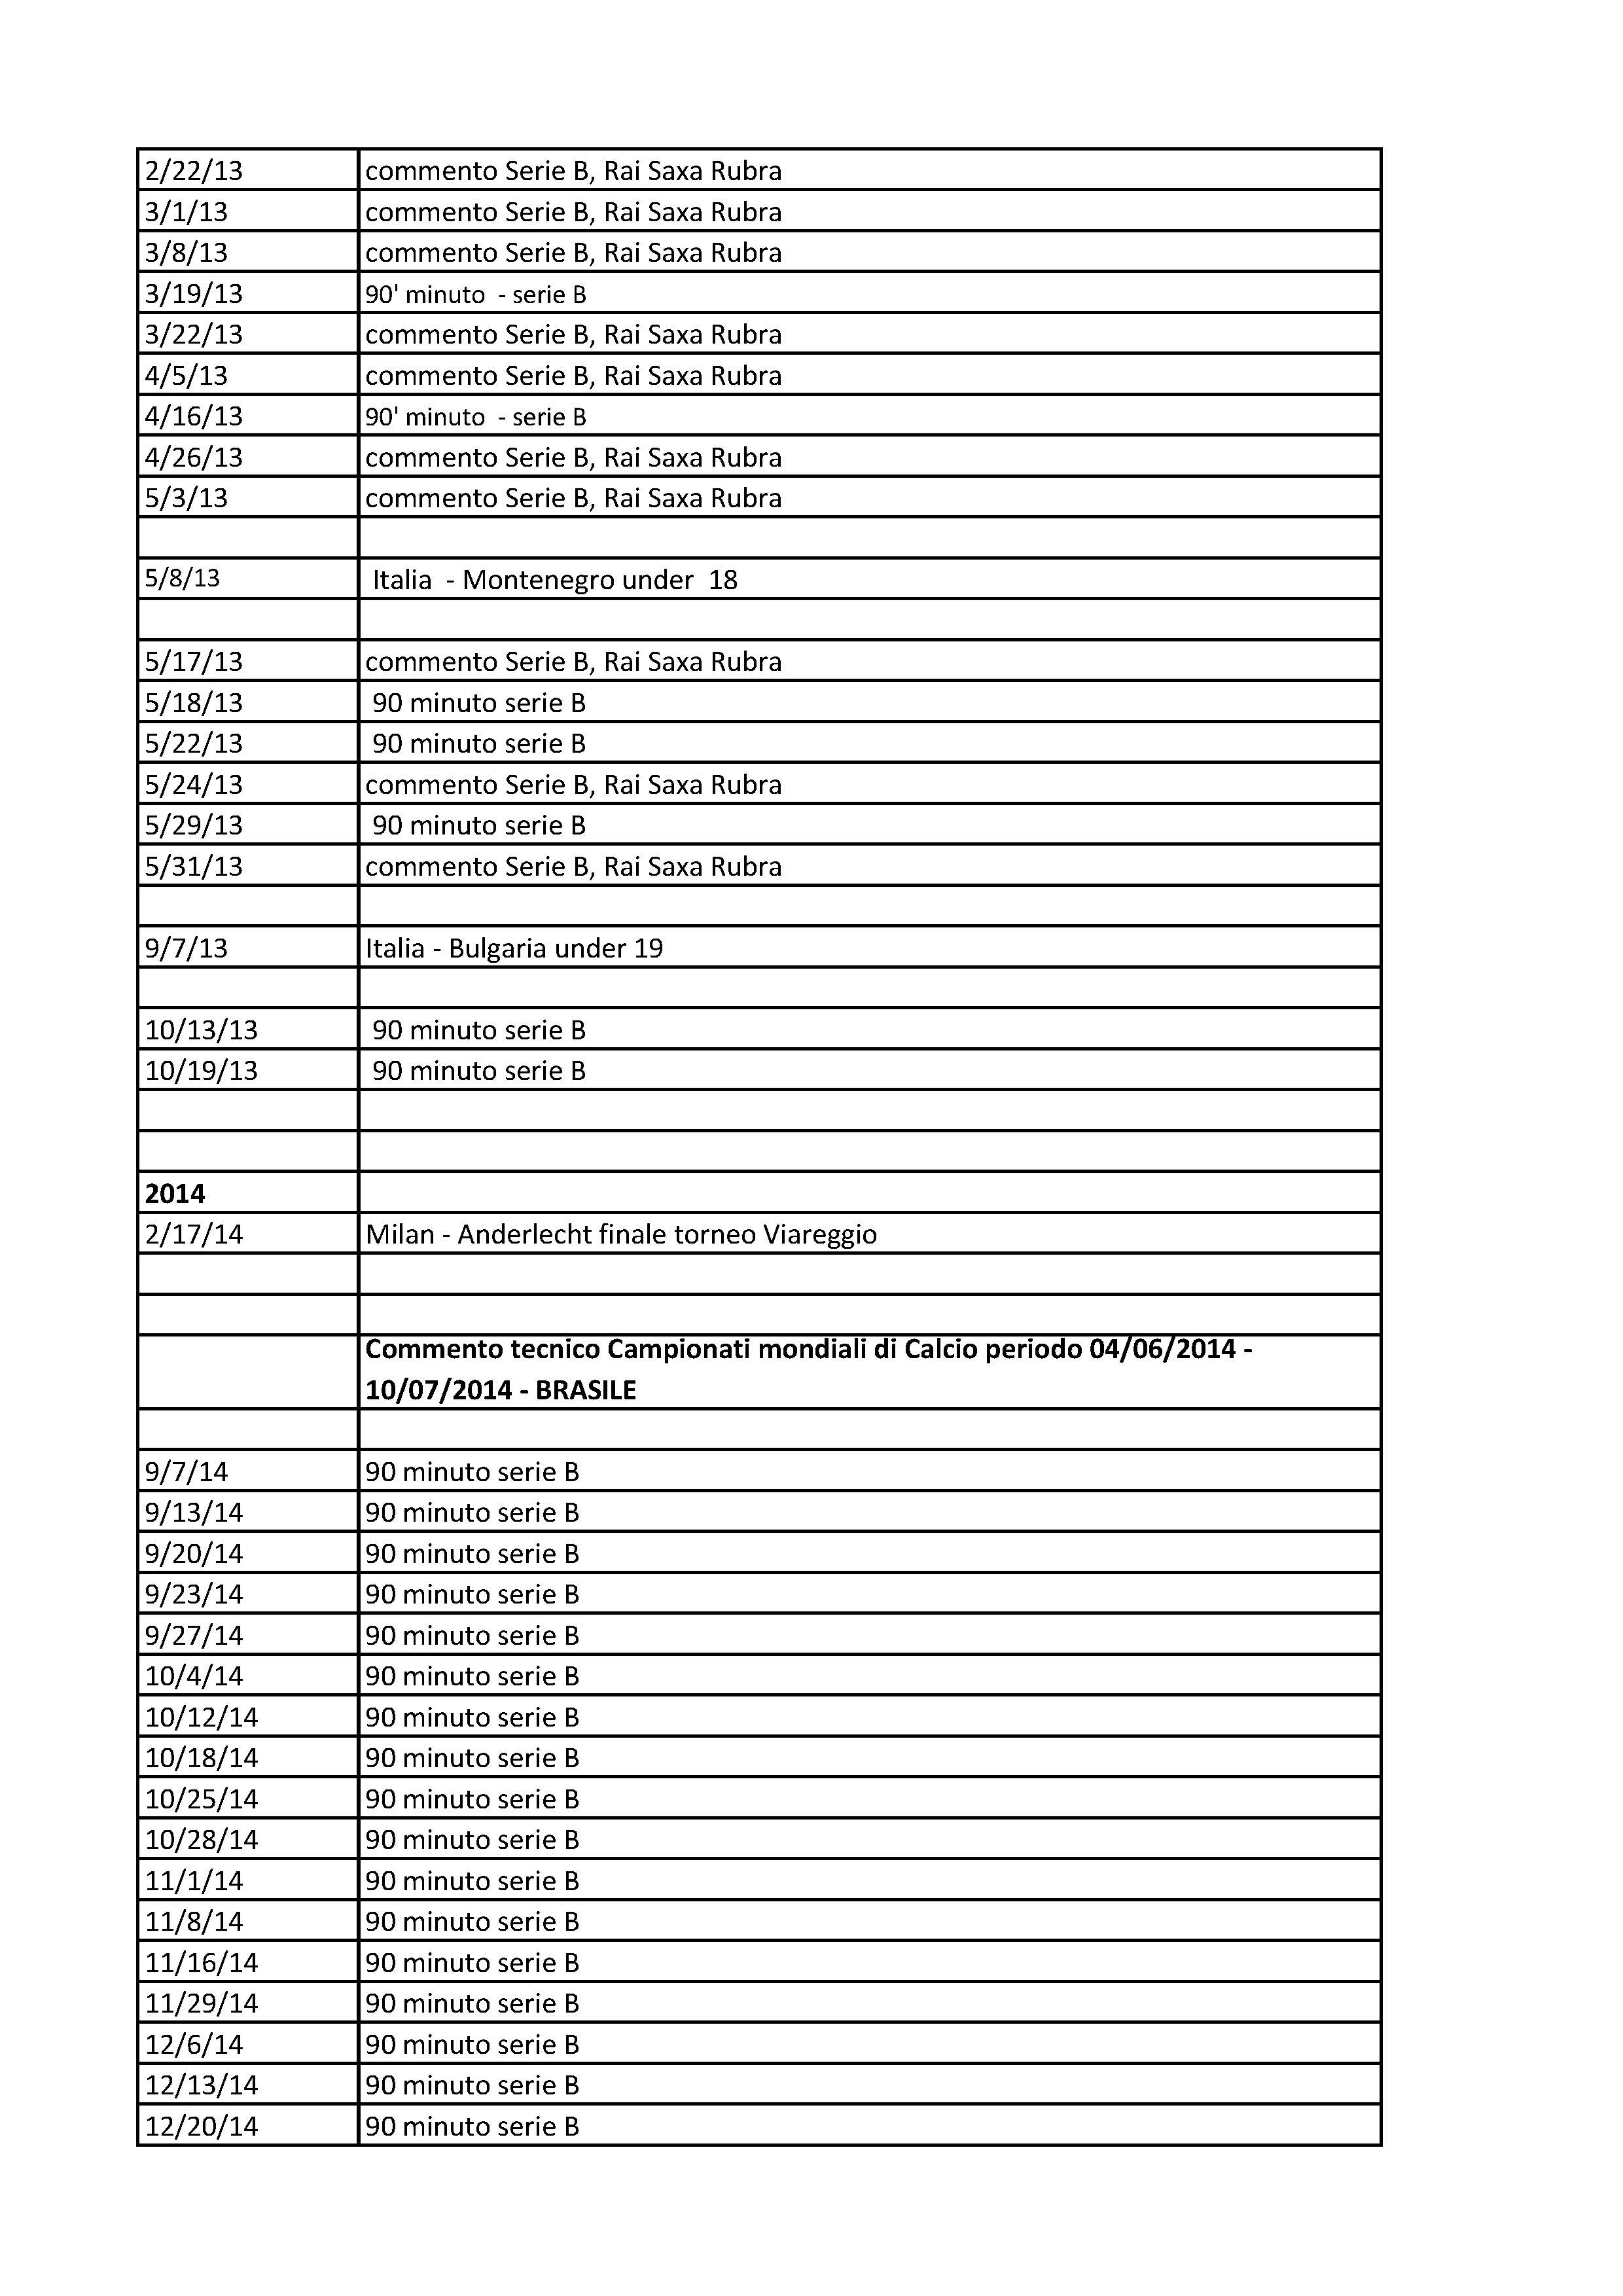 2/22/13 commento Serie B, Rai Saxa Rubra
3/1/13 commento Serie B, Rai Saxa Rubra
3/8/13 commento Serie B, Rai Saxa Rubra
3/19/13 90' minuto - serie B
3/22/13 commento Serie B, Rai Saxa Rubra
4/5/13 commento Serie B, Rai Saxa Rubra
4/16/13 90' minuto - serie B
4/26/13 commento Serie B, Rai Saxa Rubra
5/3/13 commento Serie B, Rai Saxa Rubra
5/8/13 Italia - Montenegro under 18
5/17/13 commento Serie B, Rai Saxa Rubra
5/18/13 90 minuto serie B
5/22/13 90 minuto serie B
5/24/13 commento Serie B, Rai Saxa Rubra
5/29/13 90 minuto serie B
5/31/13 commento Serie B, Rai Saxa Rubra
9/7/13 Italia - Bulgaria under 19
10/13/13 90 minuto serie B
10/19/13 90 minuto serie B
2014
2/17/14 Milan - Anderlecht finale torneo Viareggio
Commento tecnico Campionati mondiali di Calcio periodo 04/06/2014 -
10/07/2014 - BRASILE
9/7/14 90 minuto serie B
9/13/14 90 minuto serie B
9/20/14 90 minuto serie B
9/23/14 90 minuto serie B
9/27/14 90 minuto serie B
10/4/14 90 minuto serie B
10/12/14 90 minuto serie B
10/18/14 90 minuto serie B
10/25/14 90 minuto serie B
10/28/14 90 minuto serie B
11/1/14 90 minuto serie B
11/8/14 90 minuto serie B
11/16/14 90 minuto serie B
11/29/14 90 minuto serie B
12/6/14 90 minuto serie B
12/13/14 90 minuto serie B
12/20/14 90 minuto serie B